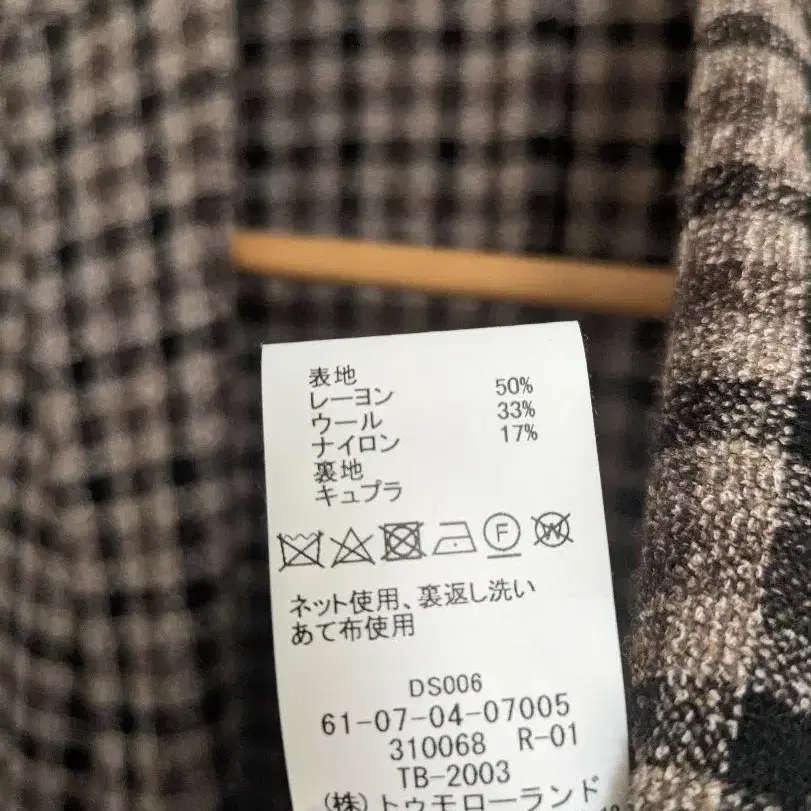 表地
レーヨン 50%
ウール 33%
ナイロン 17%
裏地
キュプラ
F W
ネット使用、裏返し洗い
あて布使用
DS006
61-07-04-07005
310068 R-01
TB-2003
(株)トゥモローランド